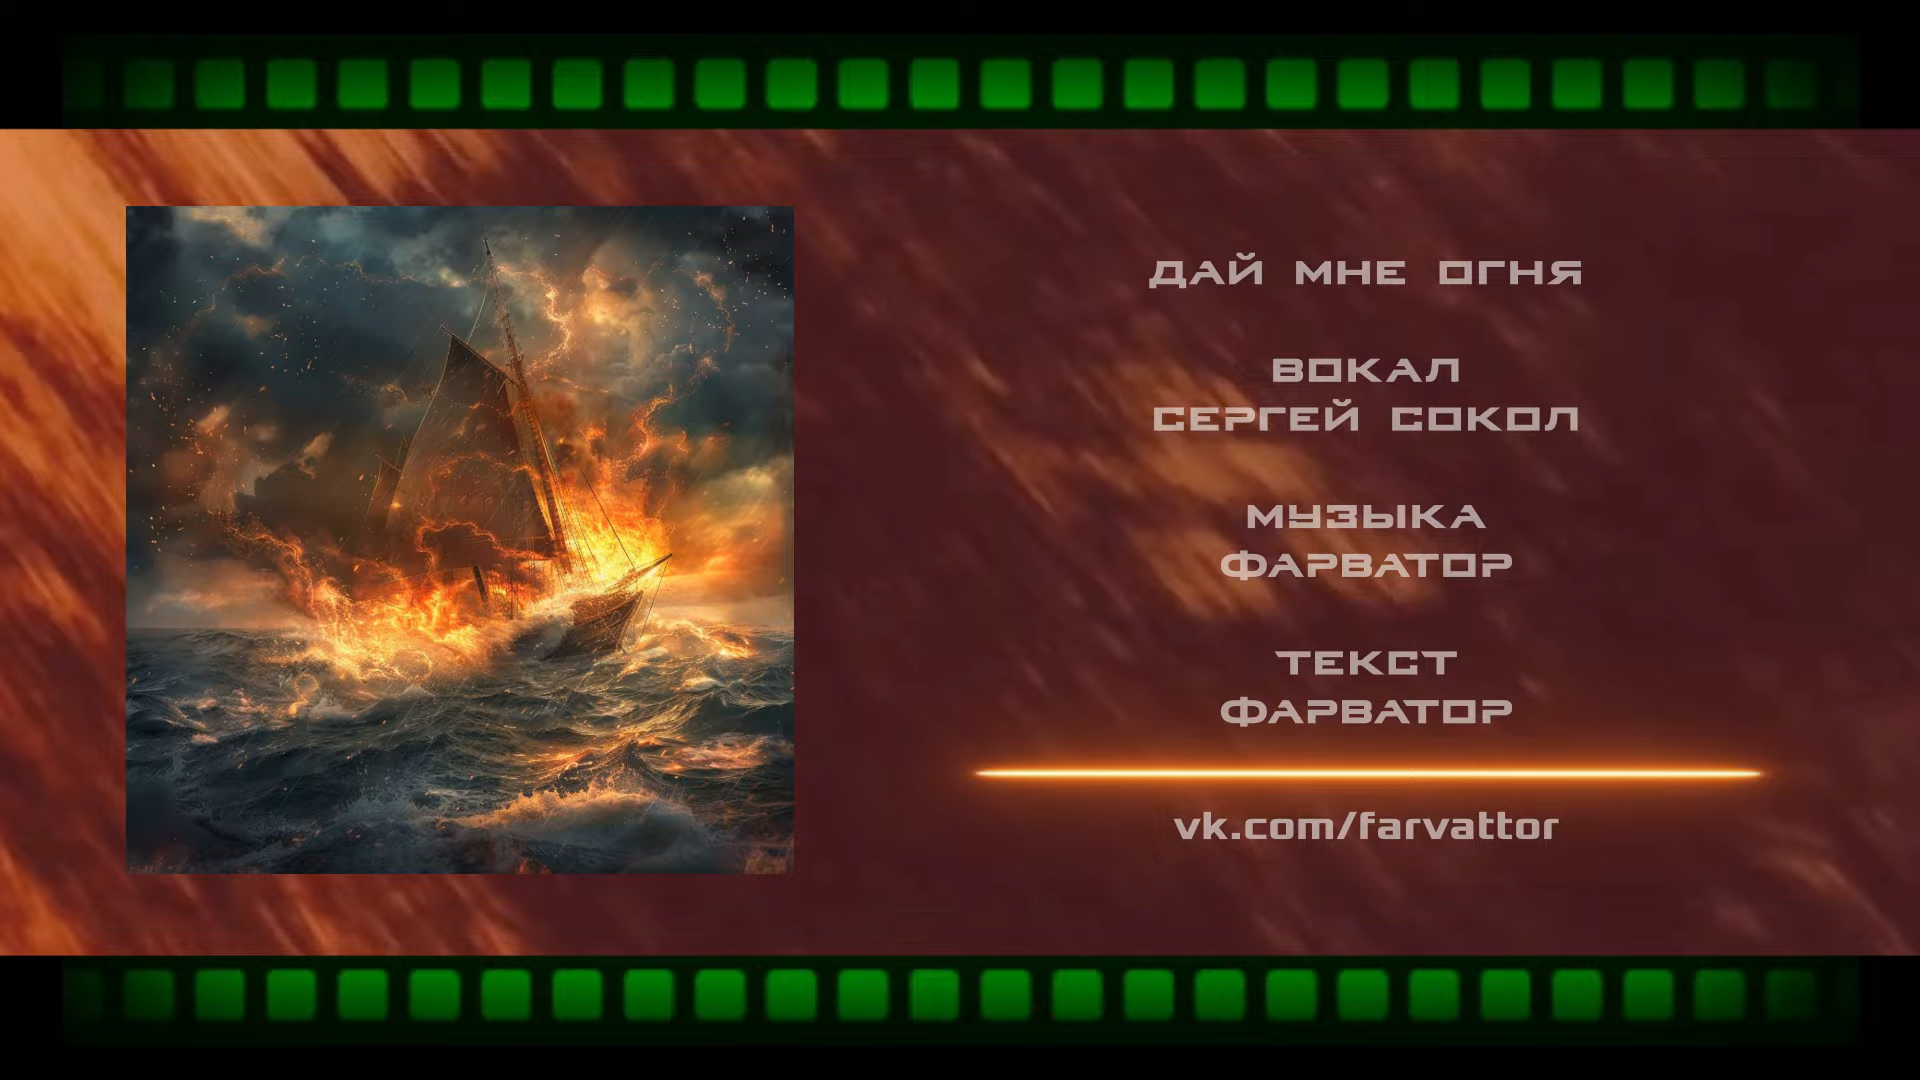 ДАЙ МНЕ ОГНЯ
ВОКАЛ
СЕРГЕЙ СОКОЛ
МУЗЫКА
ФАРВАТОР
ТЕКСТ
ФАРВАТОР
vk.com/farvattor